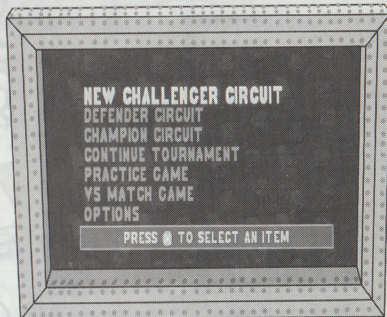 NEW CHALLENGER CIRCUIT
DEFENDER CIRCUIT
CHAMPION CIRCUIT
CONTINUE TOURNAMENT
PRACTICE GAME
VS MATCH GAME
OPTIONS
PRESS TO SELECT AN ITEM